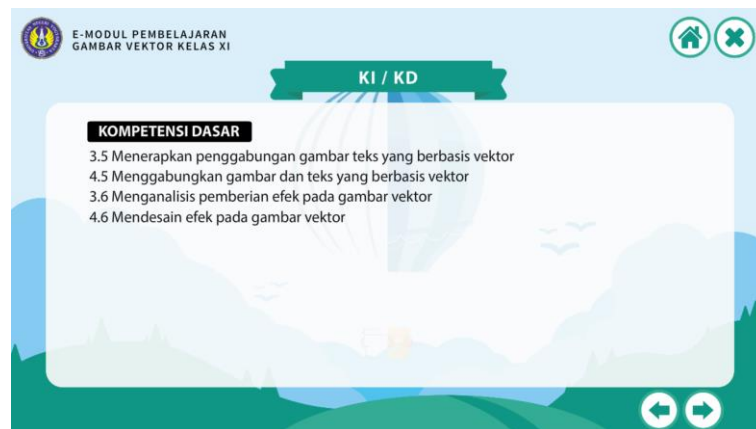 E-MODUL PEMBELAJARAN
GAMBAR VEKTOR KELAS XI
KI / KD
KOMPETENSI DASAR
3.5 Menerapkan penggabungan gambar teks yang berbasis vektor
4.5 Menggabungkan gambar dan teks yang berbasis vektor
3.6 Menganalisis pemberian efek pada gambar vektor
4.6 Mendesain efek pada gambar vektor